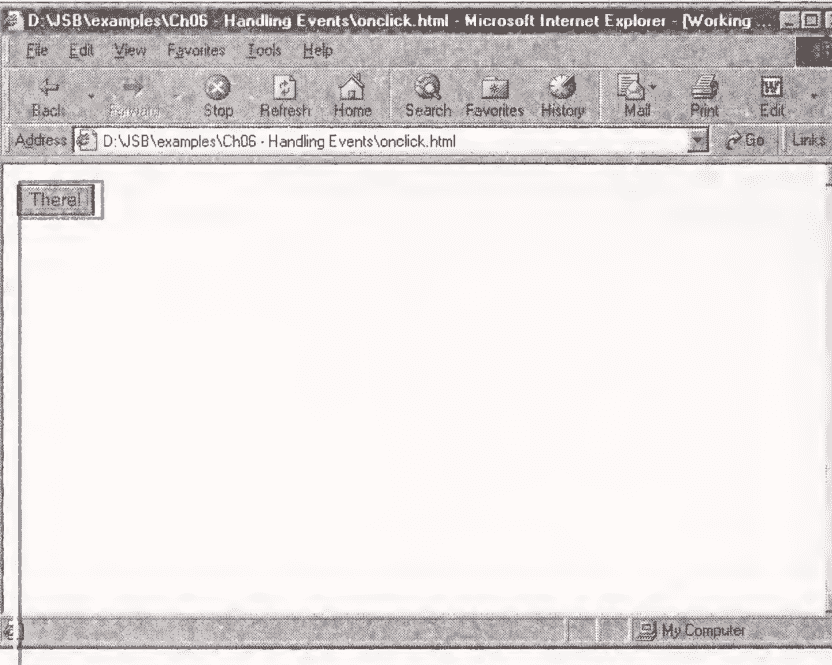 D:\JSB\examples\Ch06 - Handling Events\onclick.html - Microsoft Internet Explorer - [Working ...
File Edit View Favorites Tools Help
Back Forward Stop Refresh Home Search Favorites History Mail Print Edit
Address D:\JSB\examples\Ch06 - Handling Events\onclick.html Go Links
There!
My Computer